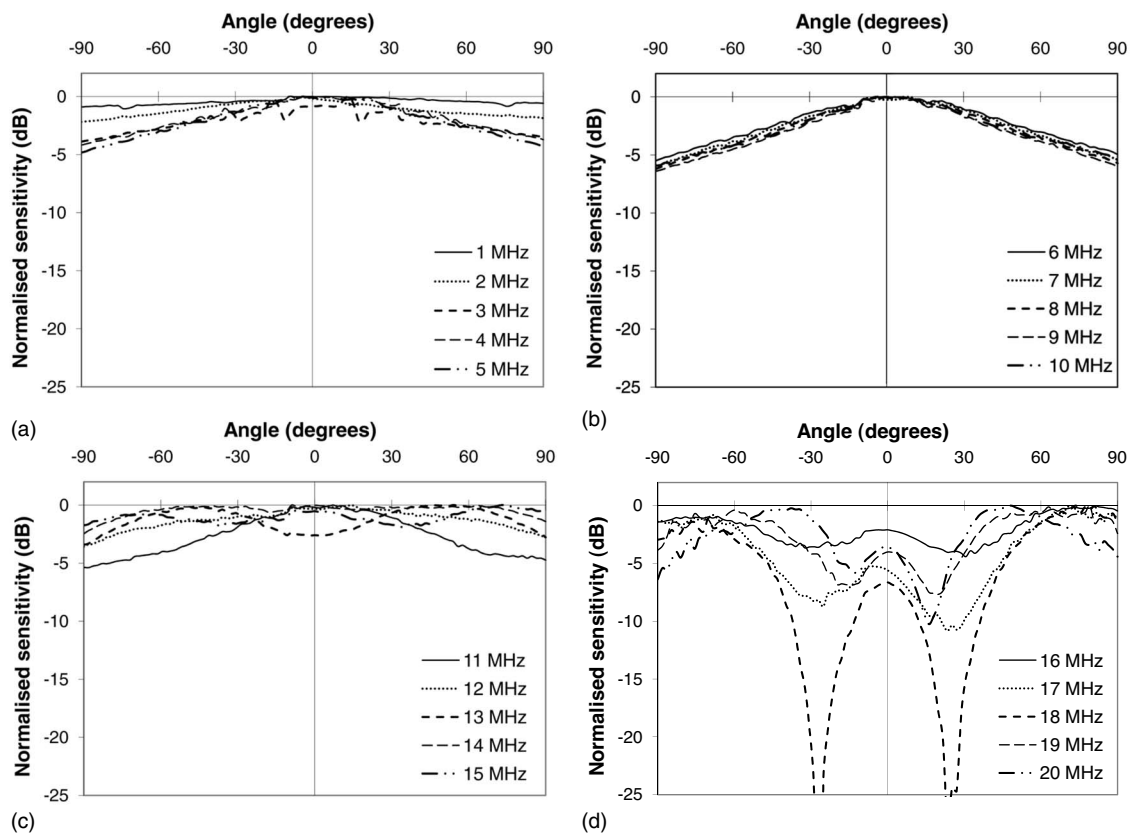 Angle (degrees)
-90 -60 -30 0 30 60 90
Normalised sensitivity (dB)
0
-5
-10
-15
-20
-25
1 MHz
2 MHz
3 MHz
4 MHz
5 MHz
(a)
Angle (degrees)
-90 -60 -30 0 30 60 90
Normalised sensitivity (dB)
0
-5
-10
-15
-20
-25
6 MHz
7 MHz
8 MHz
9 MHz
10 MHz
(b)
Angle (degrees)
-90 -60 -30 0 30 60 90
Normalised sensitivity (dB)
0
-5
-10
-15
-20
-25
11 MHz
12 MHz
13 MHz
14 MHz
15 MHz
(c)
Angle (degrees)
-90 -60 -30 0 30 60 90
Normalised sensitivity (dB)
0
-5
-10
-15
-20
-25
16 MHz
17 MHz
18 MHz
19 MHz
20 MHz
(d)